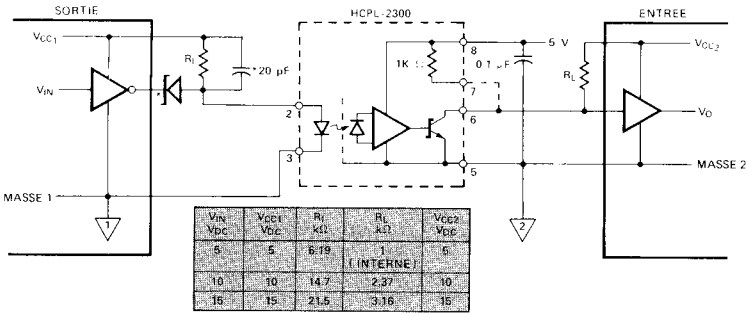 SORTIE
HCPL-2300
ENTREE
VCC1
RI
*20 pF
VIN
2
3
MASSE 1
1
1K Ω
8
7
6
5
0.1 µF
5 V
2
RL
VCC2
VO
MASSE 2
VIN VDC | VCC1 VDC | RI kΩ | RL kΩ | VCC2 VDC
5 | 5 | 6.19 | 1 (INTERNE) | 5
10 | 10 | 14.7 | 2.37 | 10
15 | 15 | 21.5 | 3.16 | 15